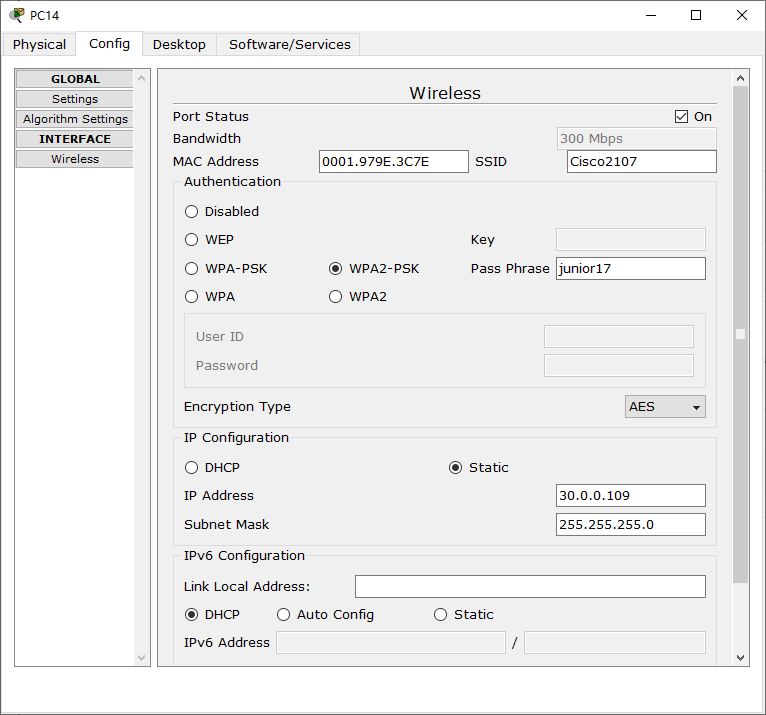 PC14
Physical Config Desktop Software/Services
GLOBAL
Settings
Algorithm Settings
INTERFACE
Wireless
Wireless
Port Status On
Bandwidth 300 Mbps
MAC Address 0001.979E.3C7E SSID Cisco2107
Authentication
Disabled
WEP Key
WPA-PSK WPA2-PSK Pass Phrase junior17
WPA WPA2
User ID
Password
Encryption Type AES
IP Configuration
DHCP Static
IP Address 30.0.0.109
Subnet Mask 255.255.255.0
IPv6 Configuration
Link Local Address:
DHCP Auto Config Static
IPv6 Address /